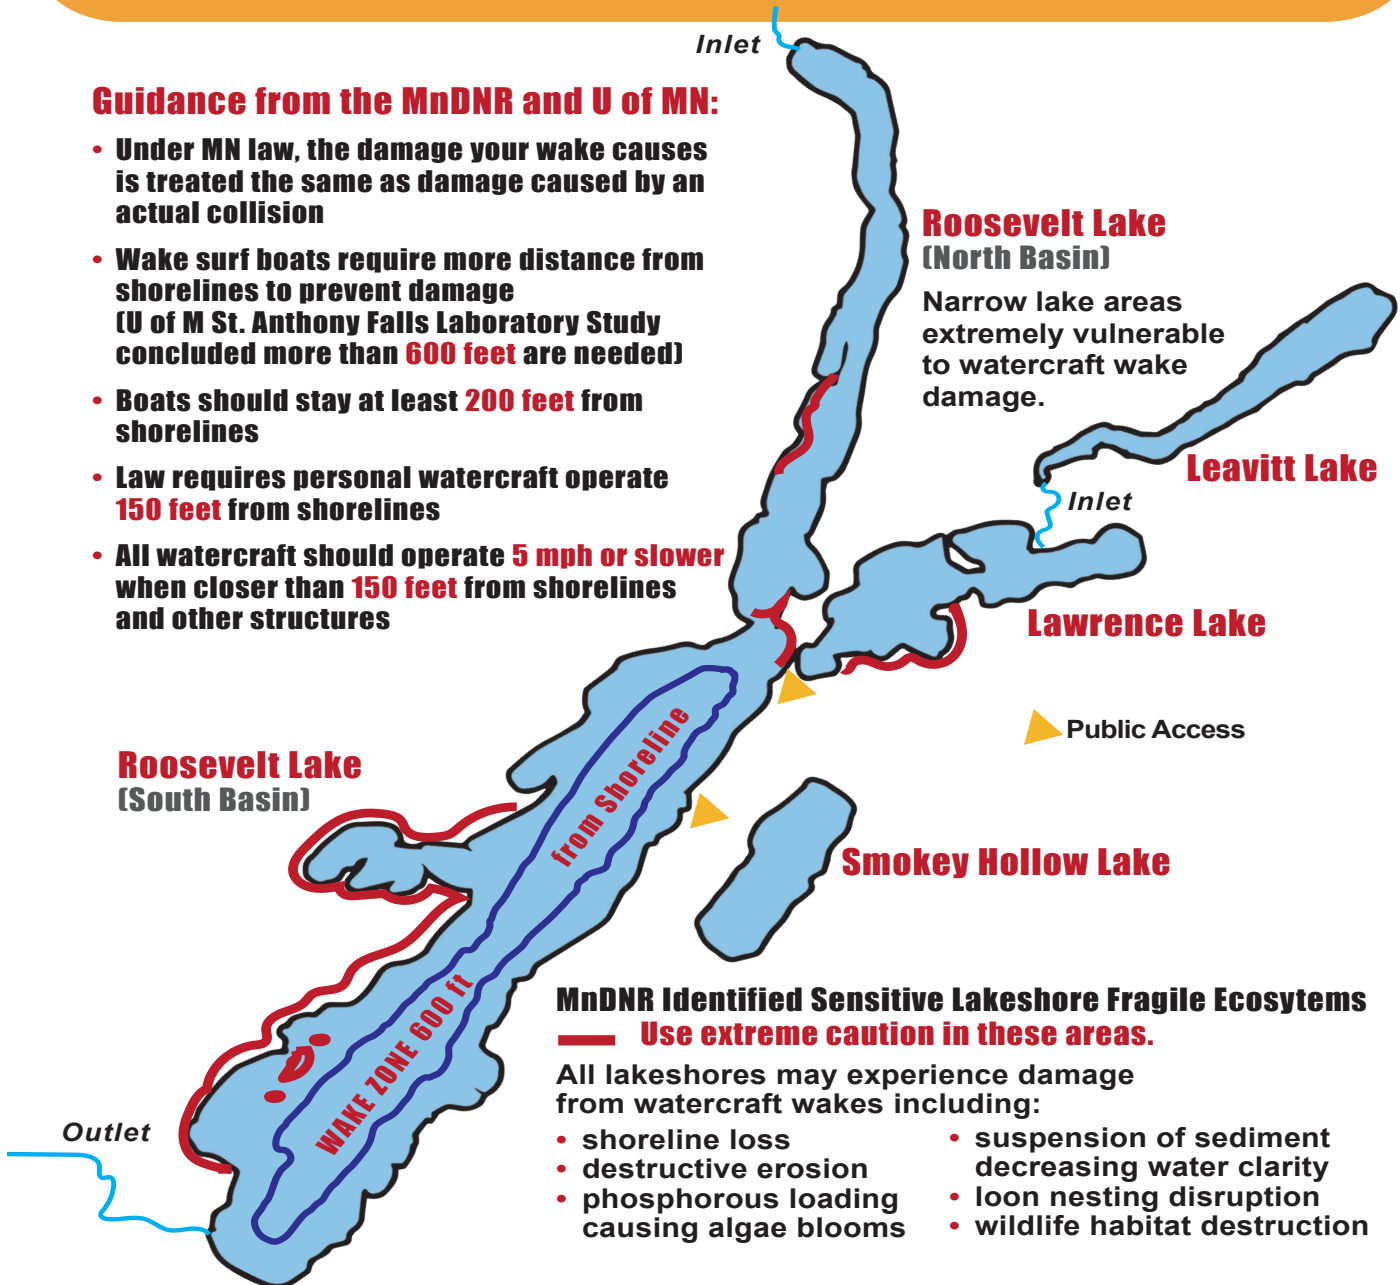 Inlet
Guidance from the MnDNR and U of MN:
• Under MN law, the damage your wake causes
is treated the same as damage caused by an
actual collision
• Wake surf boats require more distance from
shorelines to prevent damage
(U of M St. Anthony Falls Laboratory Study
concluded more than 600 feet are needed)
• Boats should stay at least 200 feet from
shorelines
• Law requires personal watercraft operate
150 feet from shorelines
• All watercraft should operate 5 mph or slower
when closer than 150 feet from shorelines
and other structures
Roosevelt Lake
(North Basin)
Narrow lake areas
extremely vulnerable
to watercraft wake
damage.
Leavitt Lake
Inlet
Lawrence Lake
Public Access
Roosevelt Lake
(South Basin)
from Shoreline
WAKE ZONE 600 ft
Smokey Hollow Lake
Outlet
MnDNR Identified Sensitive Lakeshore Fragile Ecosytems
Use extreme caution in these areas.
All lakeshores may experience damage
from watercraft wakes including:
• shoreline loss
• destructive erosion
• phosphorous loading
causing algae blooms
• suspension of sediment
decreasing water clarity
• loon nesting disruption
• wildlife habitat destruction